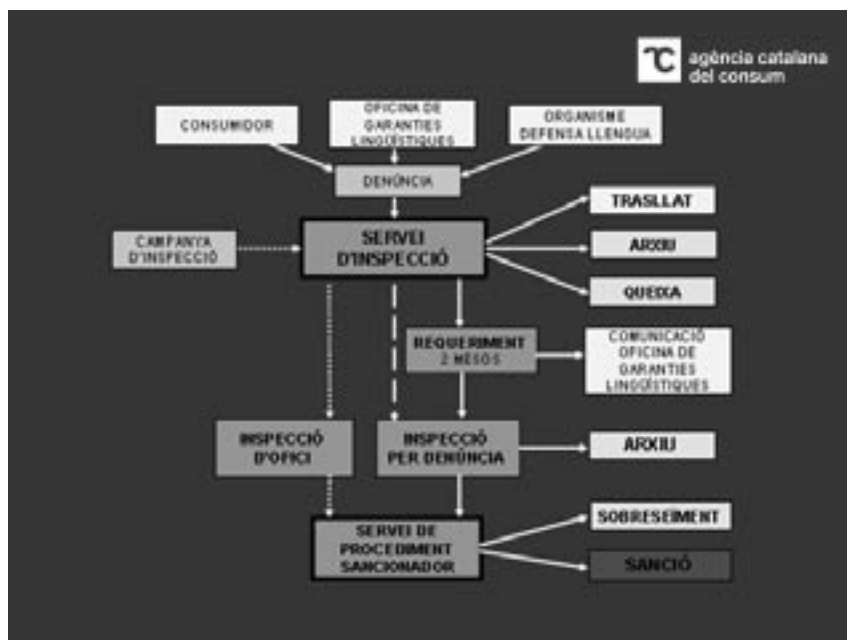 agència catalana
del consum
CONSUMIDOR
OFICINA DE
GARANTIES
LINGÜÍSTIQUES
ORGANISME
DEFENSA LLENGUA
DENÚNCIA
TRASLLAT
CAMPANYA
D'INSPECCIÓ
SERVEI
D'INSPECCIÓ
ARXIU
QUEIXA
REQUERIMENT
2 MESOS
COMUNICACIÓ
OFICINA DE
GARANTIES
LINGÜÍSTIQUES
INSPECCIÓ
D'OFICI
INSPECCIÓ
PER DENÚNCIA
ARXIU
SERVEI DE
PROCEDIMENT
SANCIONADOR
SOBRESEIMENT
SANCIÓ